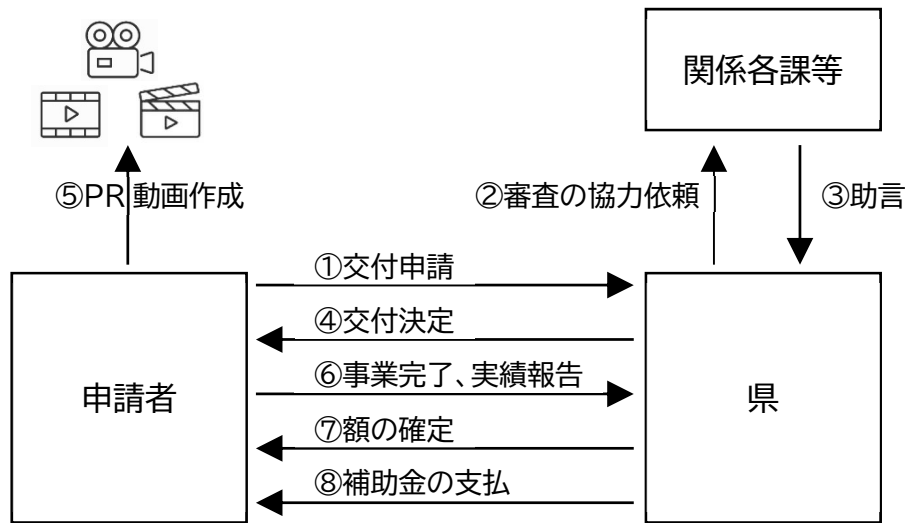 関係各課等
⑤PR動画作成
②審査の協力依頼
③助言
①交付申請
④交付決定
⑥事業完了、実績報告
申請者
県
⑦額の確定
⑧補助金の支払